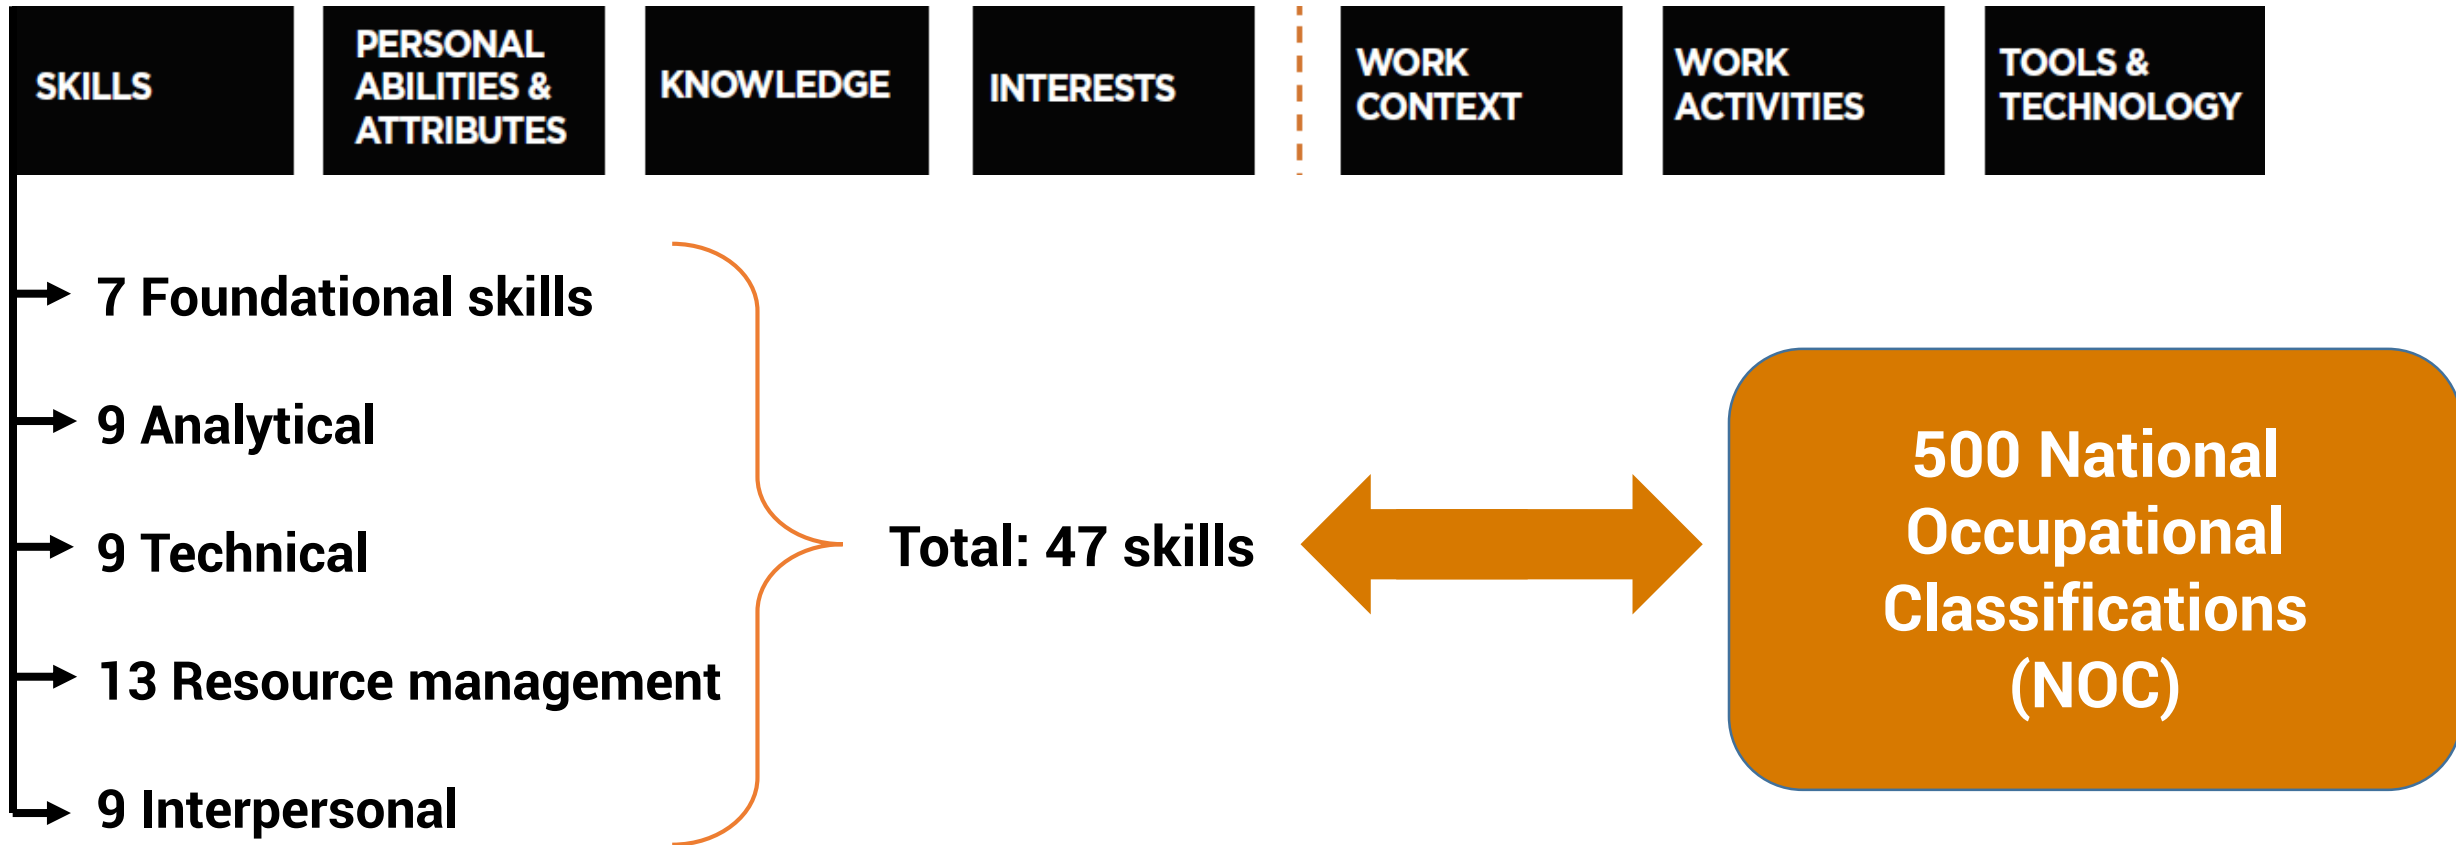 SKILLS
PERSONAL
ABILITIES &
ATTRIBUTES
KNOWLEDGE
INTERESTS
WORK
CONTEXT
WORK
ACTIVITIES
TOOLS &
TECHNOLOGY
7 Foundational skills
9 Analytical
9 Technical
13 Resource management
9 Interpersonal
Total: 47 skills
500 National
Occupational
Classifications
(NOC)